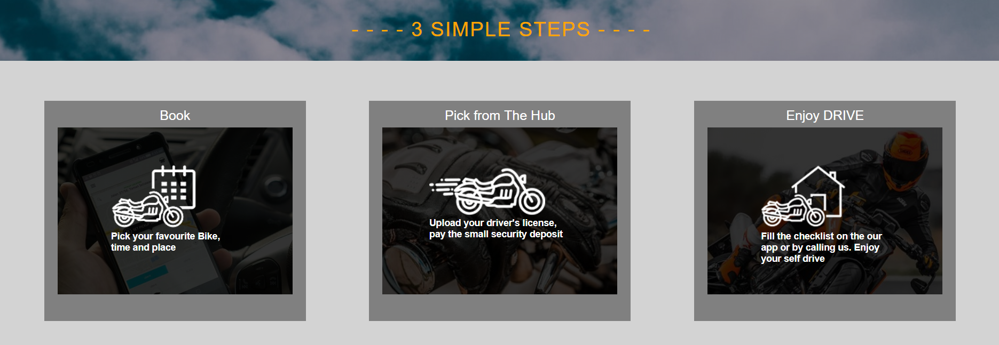 - - - - 3 SIMPLE STEPS - - - -
Book
Pick your favourite Bike,
time and place
Pick from The Hub
Upload your driver's license,
pay the small security deposit
Enjoy DRIVE
Fill the checklist on the our
app or by calling us. Enjoy
your self drive